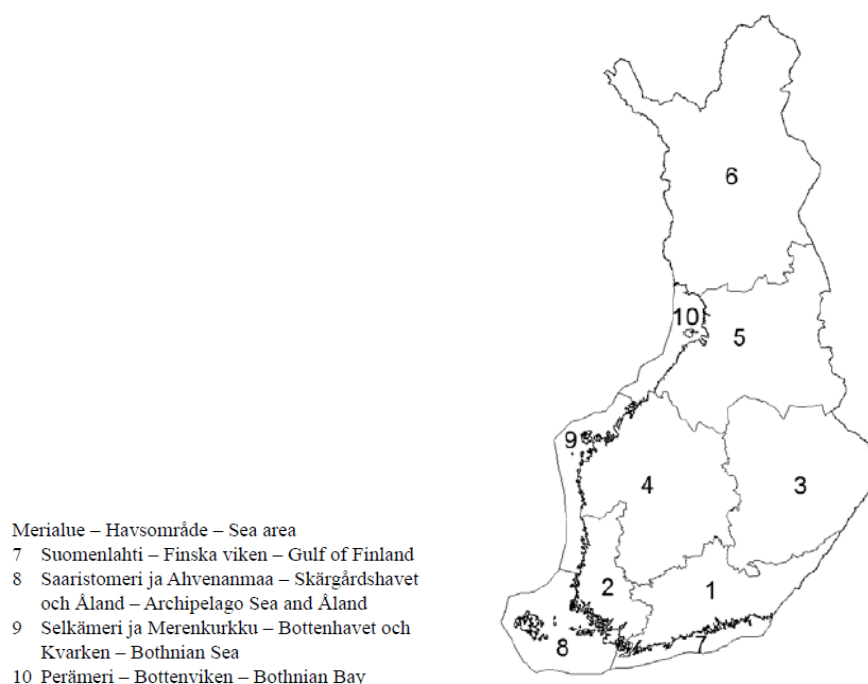 6
10
5
9
4
3
Merialue – Havsområde – Sea area
7 Suomenlahti – Finska viken – Gulf of Finland
8 Saaristomeri ja Ahvenanmaa – Skärgårdshavet
och Åland – Archipelago Sea and Åland
9 Selkämeri ja Merenkurkku – Bottenhavet och
Kvarken – Bothnian Sea
10 Perämeri – Bottenviken – Bothnian Bay
2
1
8
7